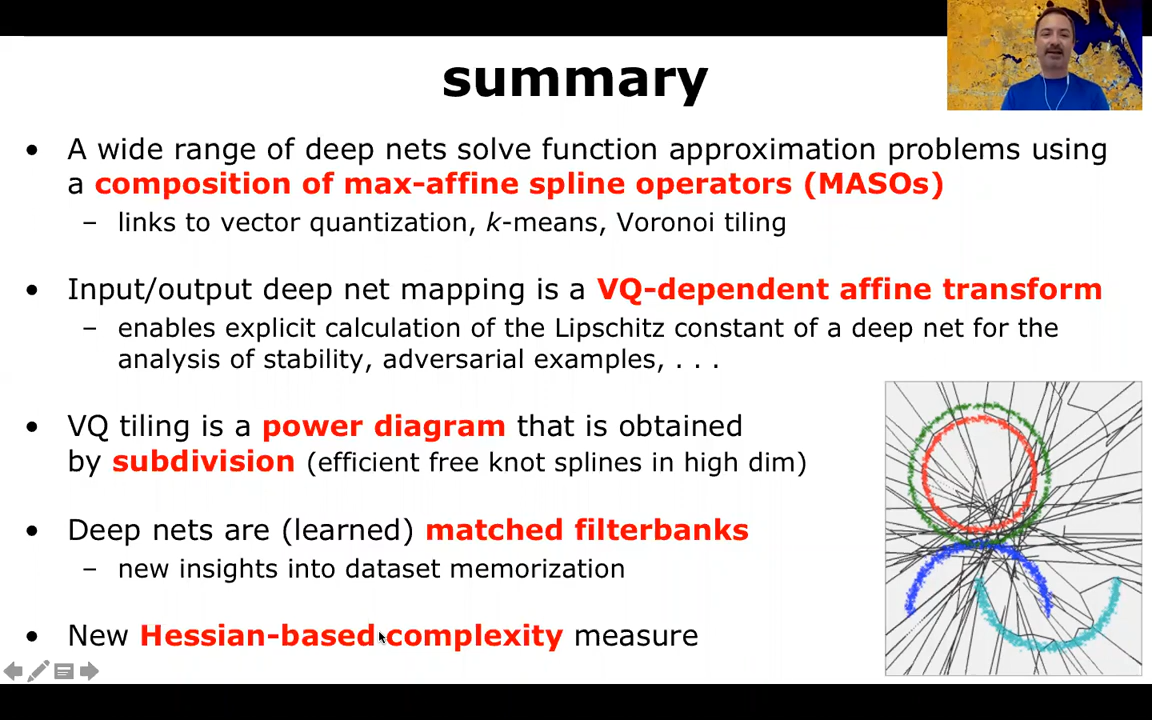 summary
• A wide range of deep nets solve function approximation problems using
a composition of max-affine spline operators (MASOs)
– links to vector quantization, k-means, Voronoi tiling
• Input/output deep net mapping is a VQ-dependent affine transform
– enables explicit calculation of the Lipschitz constant of a deep net for the
analysis of stability, adversarial examples, . . .
• VQ tiling is a power diagram that is obtained
by subdivision (efficient free knot splines in high dim)
• Deep nets are (learned) matched filterbanks
– new insights into dataset memorization
• New Hessian-based complexity measure